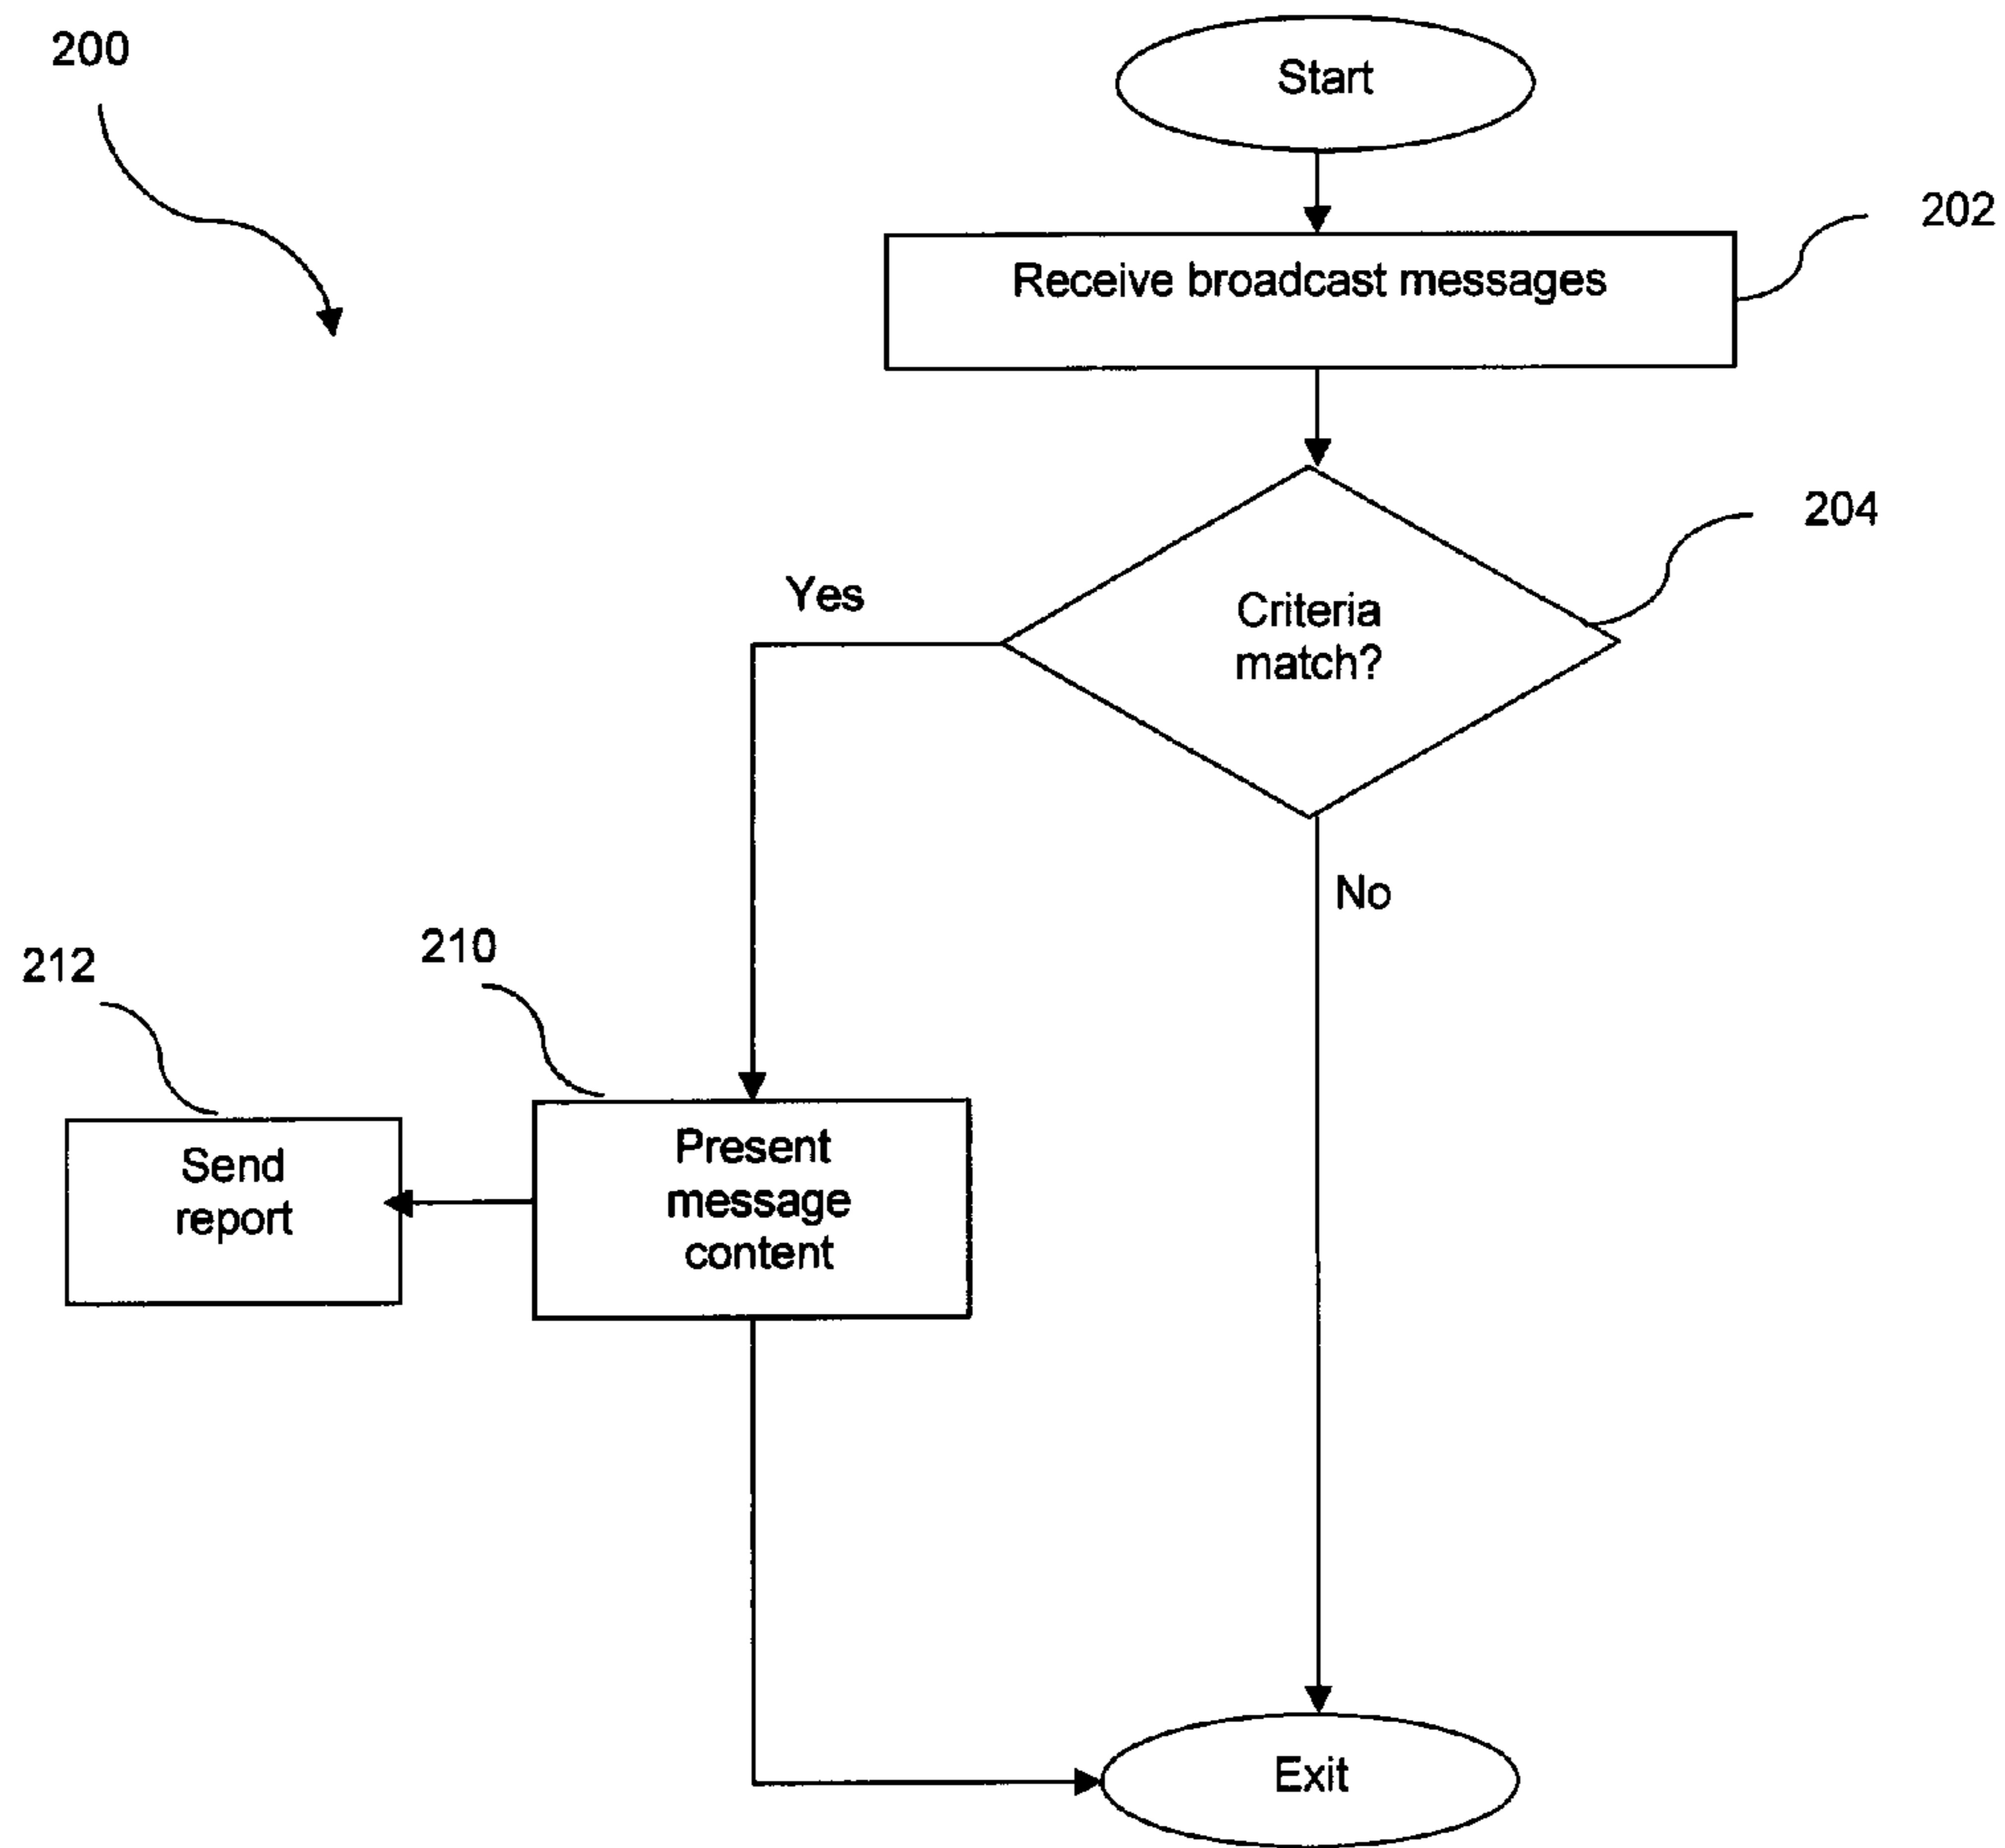 200
Start
202
Receive broadcast messages
204
Yes
Criteria
match?
No
212
210
Send
report
Present
message
content
Exit